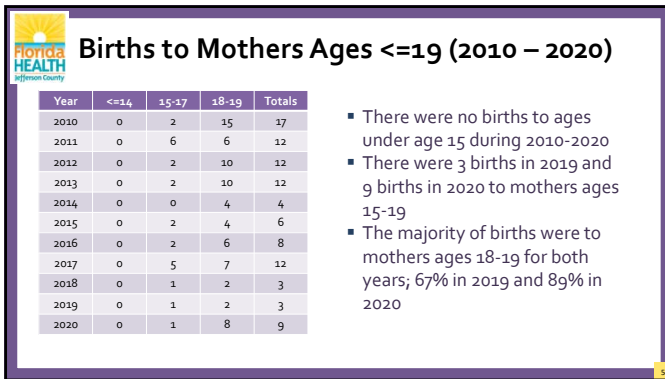 Florida
HEALTH
Jefferson County
Births to Mothers Ages <=19 (2010 – 2020)
Year <=14 15-17 18-19 Totals
2010 0 2 15 17
2011 0 6 6 12
2012 0 2 10 12
2013 0 2 10 12
2014 0 0 4 4
2015 0 2 4 6
2016 0 2 6 8
2017 0 5 7 12
2018 0 1 2 3
2019 0 1 2 3
2020 0 1 8 9
▪ There were no births to ages
under age 15 during 2010-2020
▪ There were 3 births in 2019 and
9 births in 2020 to mothers ages
15-19
▪ The majority of births were to
mothers ages 18-19 for both
years; 67% in 2019 and 89% in
2020
5